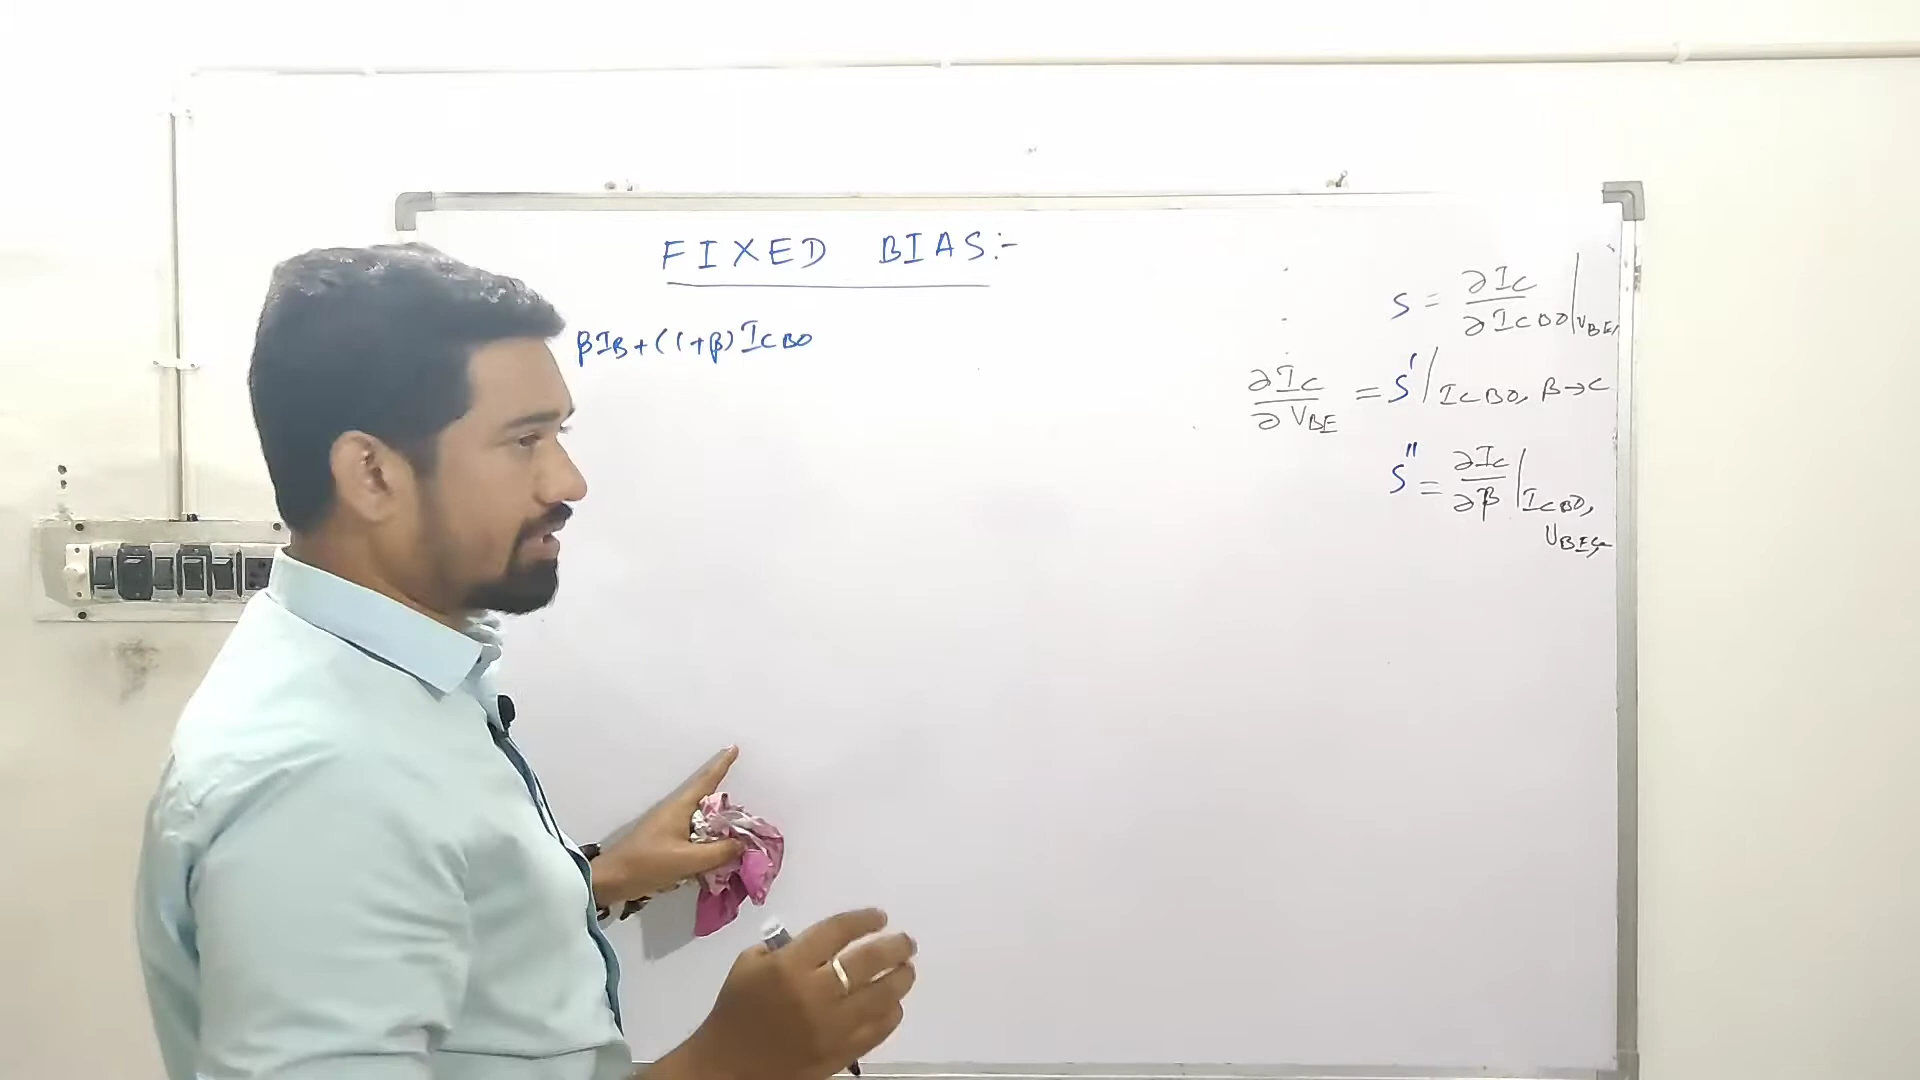 FIXED BIAS:-
βIB+(1+β)ICBO
S = ∂IC/∂ICBO |VBE,
∂IC/∂VBE = S' | ICBO, β→C
S" = ∂IC/∂β | ICBO,
VBE,